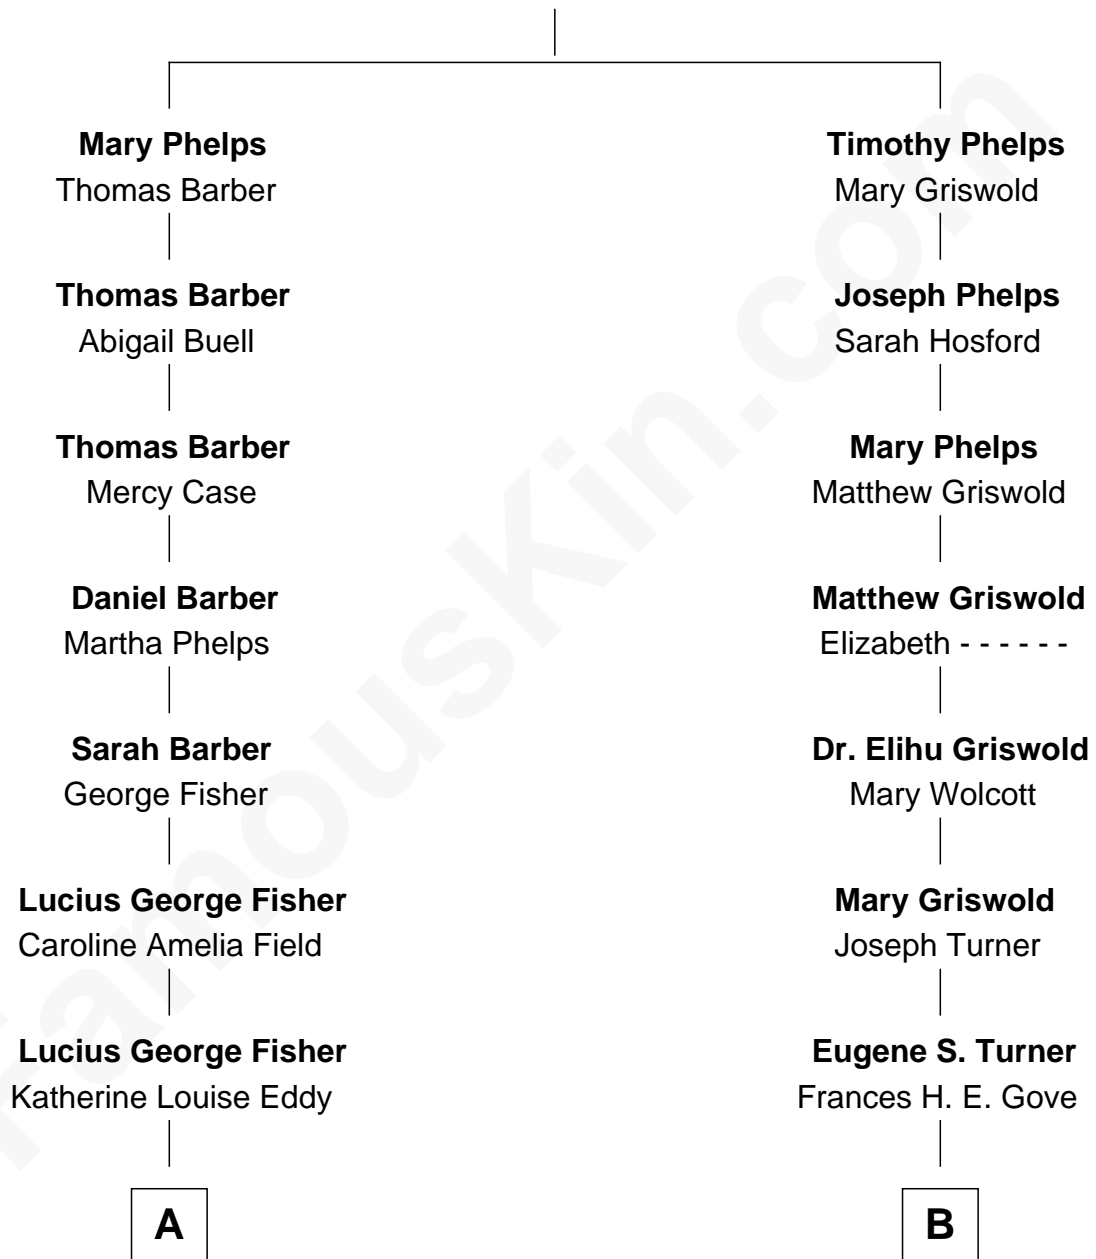 Mary Phelps
Thomas Barber
Thomas Barber
Abigail Buell
Thomas Barber
Mercy Case
Daniel Barber
Martha Phelps
Sarah Barber
George Fisher
Lucius George Fisher
Caroline Amelia Field
Lucius George Fisher
Katherine Louise Eddy
A
Timothy Phelps
Mary Griswold
Joseph Phelps
Sarah Hosford
Mary Phelps
Matthew Griswold
Matthew Griswold
Elizabeth - - - - - -
Dr. Elihu Griswold
Mary Wolcott
Mary Griswold
Joseph Turner
Eugene S. Turner
Frances H. E. Gove
B
FamousKin.com